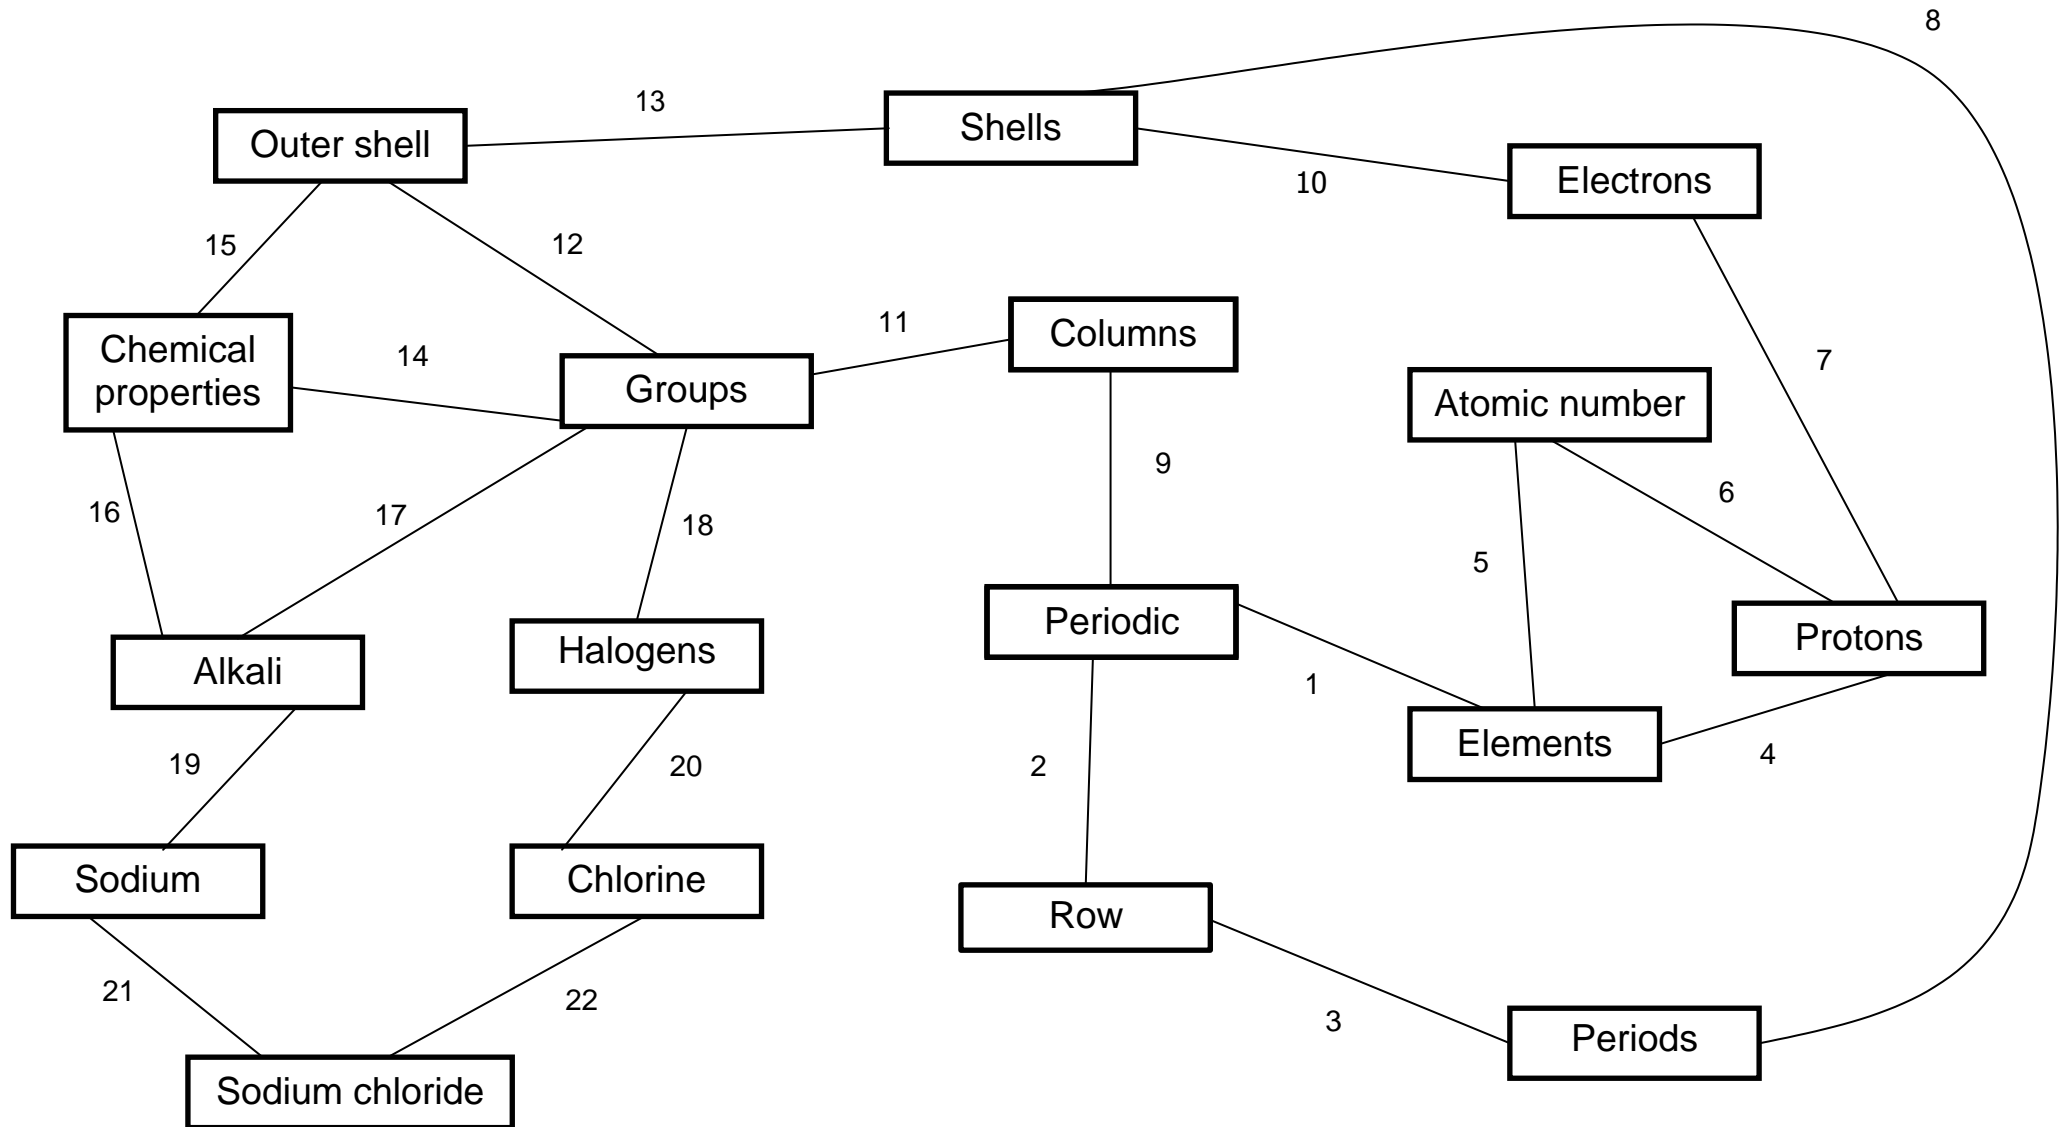 8
13
Shells
Outer shell
Electrons
10
15
12
Columns
11
Chemical
properties
14
Groups
7
Atomic number
9
6
16
17
18
5
Periodic
Protons
Halogens
Alkali
1
Elements
4
19
20
2
Sodium
Chlorine
Row
21
22
3
Periods
Sodium chloride